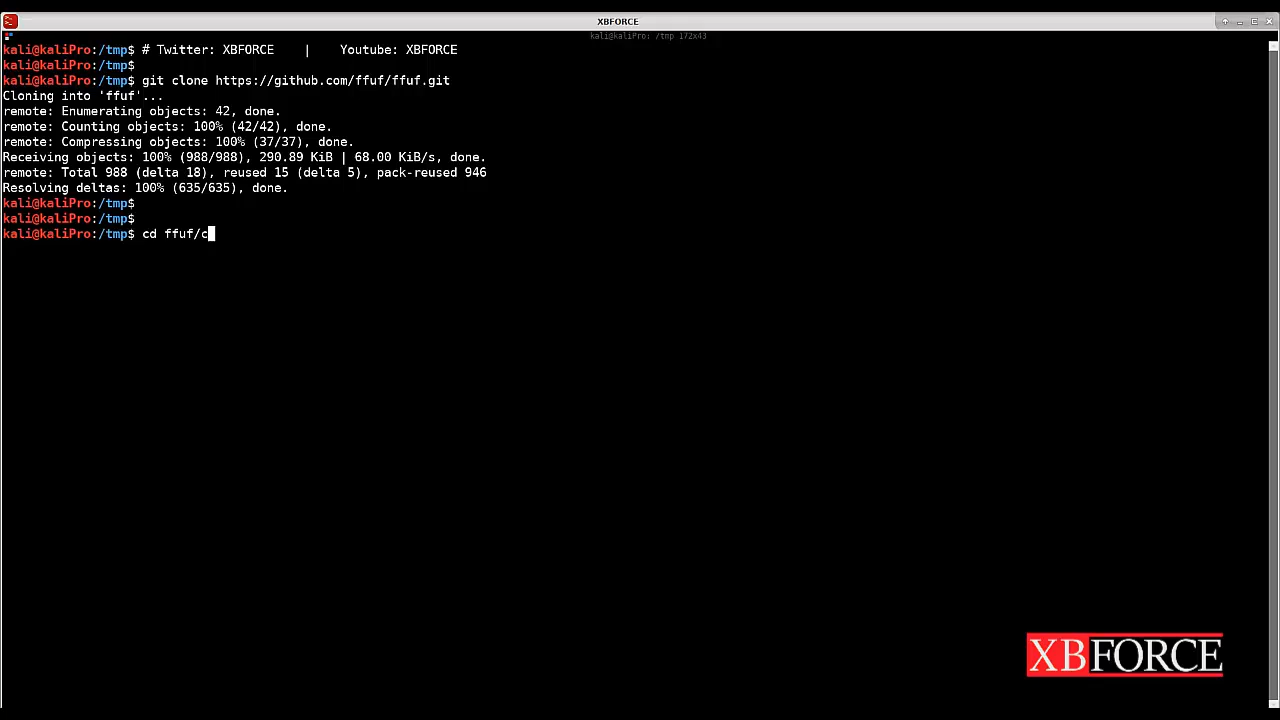 XBFORCE
kali@kaliPro: /tmp 172x43
kali@kaliPro:/tmp$ # Twitter: XBFORCE    |    Youtube: XBFORCE
kali@kaliPro:/tmp$
kali@kaliPro:/tmp$ git clone https://github.com/ffuf/ffuf.git
Cloning into 'ffuf'...
remote: Enumerating objects: 42, done.
remote: Counting objects: 100% (42/42), done.
remote: Compressing objects: 100% (37/37), done.
Receiving objects: 100% (988/988), 290.89 KiB | 68.00 KiB/s, done.
remote: Total 988 (delta 18), reused 15 (delta 5), pack-reused 946
Resolving deltas: 100% (635/635), done.
kali@kaliPro:/tmp$
kali@kaliPro:/tmp$
kali@kaliPro:/tmp$ cd ffuf/c
XBFORCE